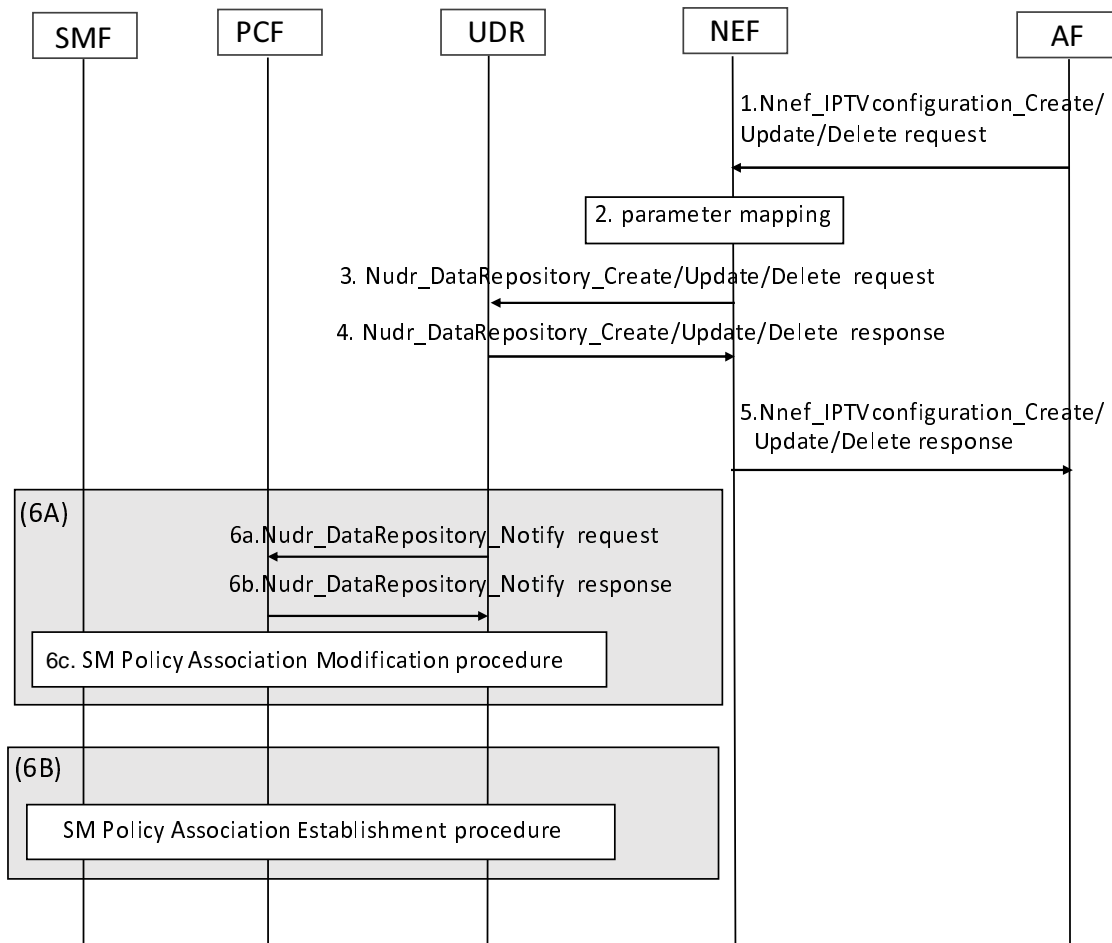 SMF
PCF
UDR
NEF
AF
1.Nnef_IPTVconfiguration_Create/
Update/Delete request
2. parameter mapping
3. Nudr_DataRepository_Create/Update/Delete request
4. Nudr_DataRepository_Create/Update/Delete response
5.Nnef_IPTVconfiguration_Create/
Update/Delete response
(6A)
6a.Nudr_DataRepository_Notify request
6b.Nudr_DataRepository_Notify response
6c. SM Policy Association Modification procedure
(6B)
SM Policy Association Establishment procedure